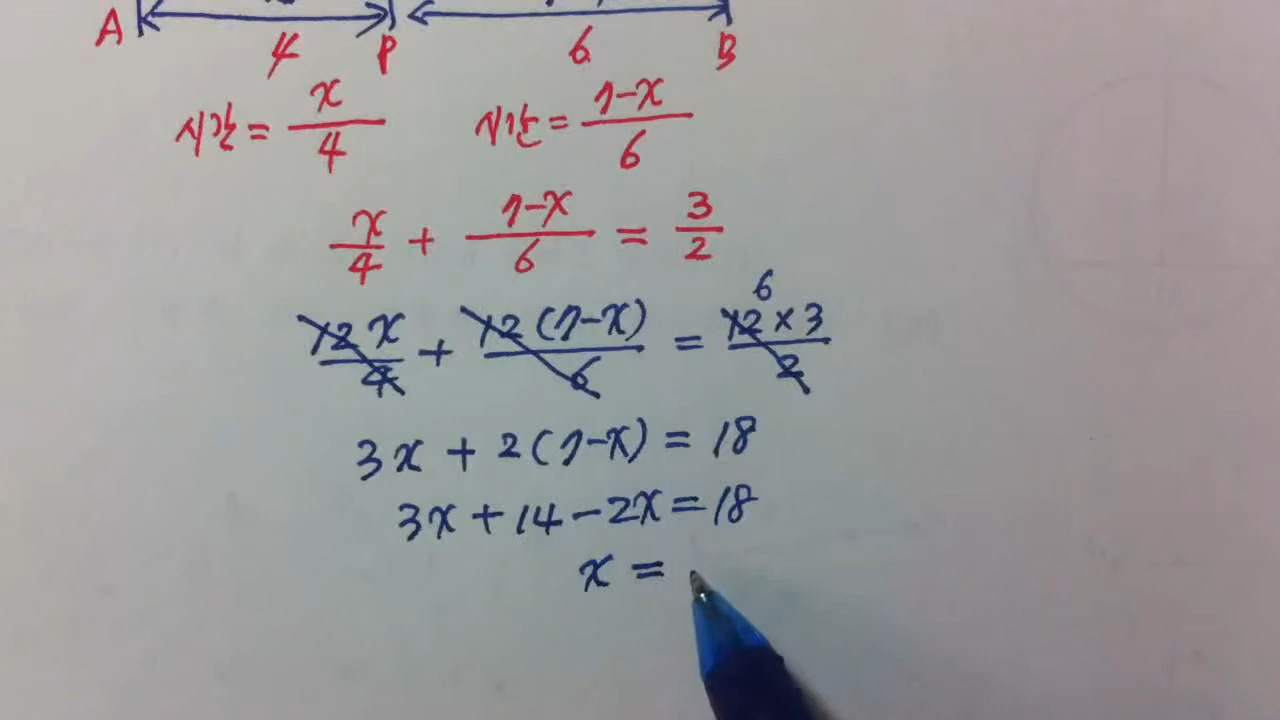 A 4 P 6 B
시간 = x/4 시간 = 7-x/6
x/4 + 7-x/6 = 3/2
6
12x/4 + 12(7-x)/6 = 12×3/2
3x + 2(7-x) = 18
3x + 14 - 2x = 18
x =